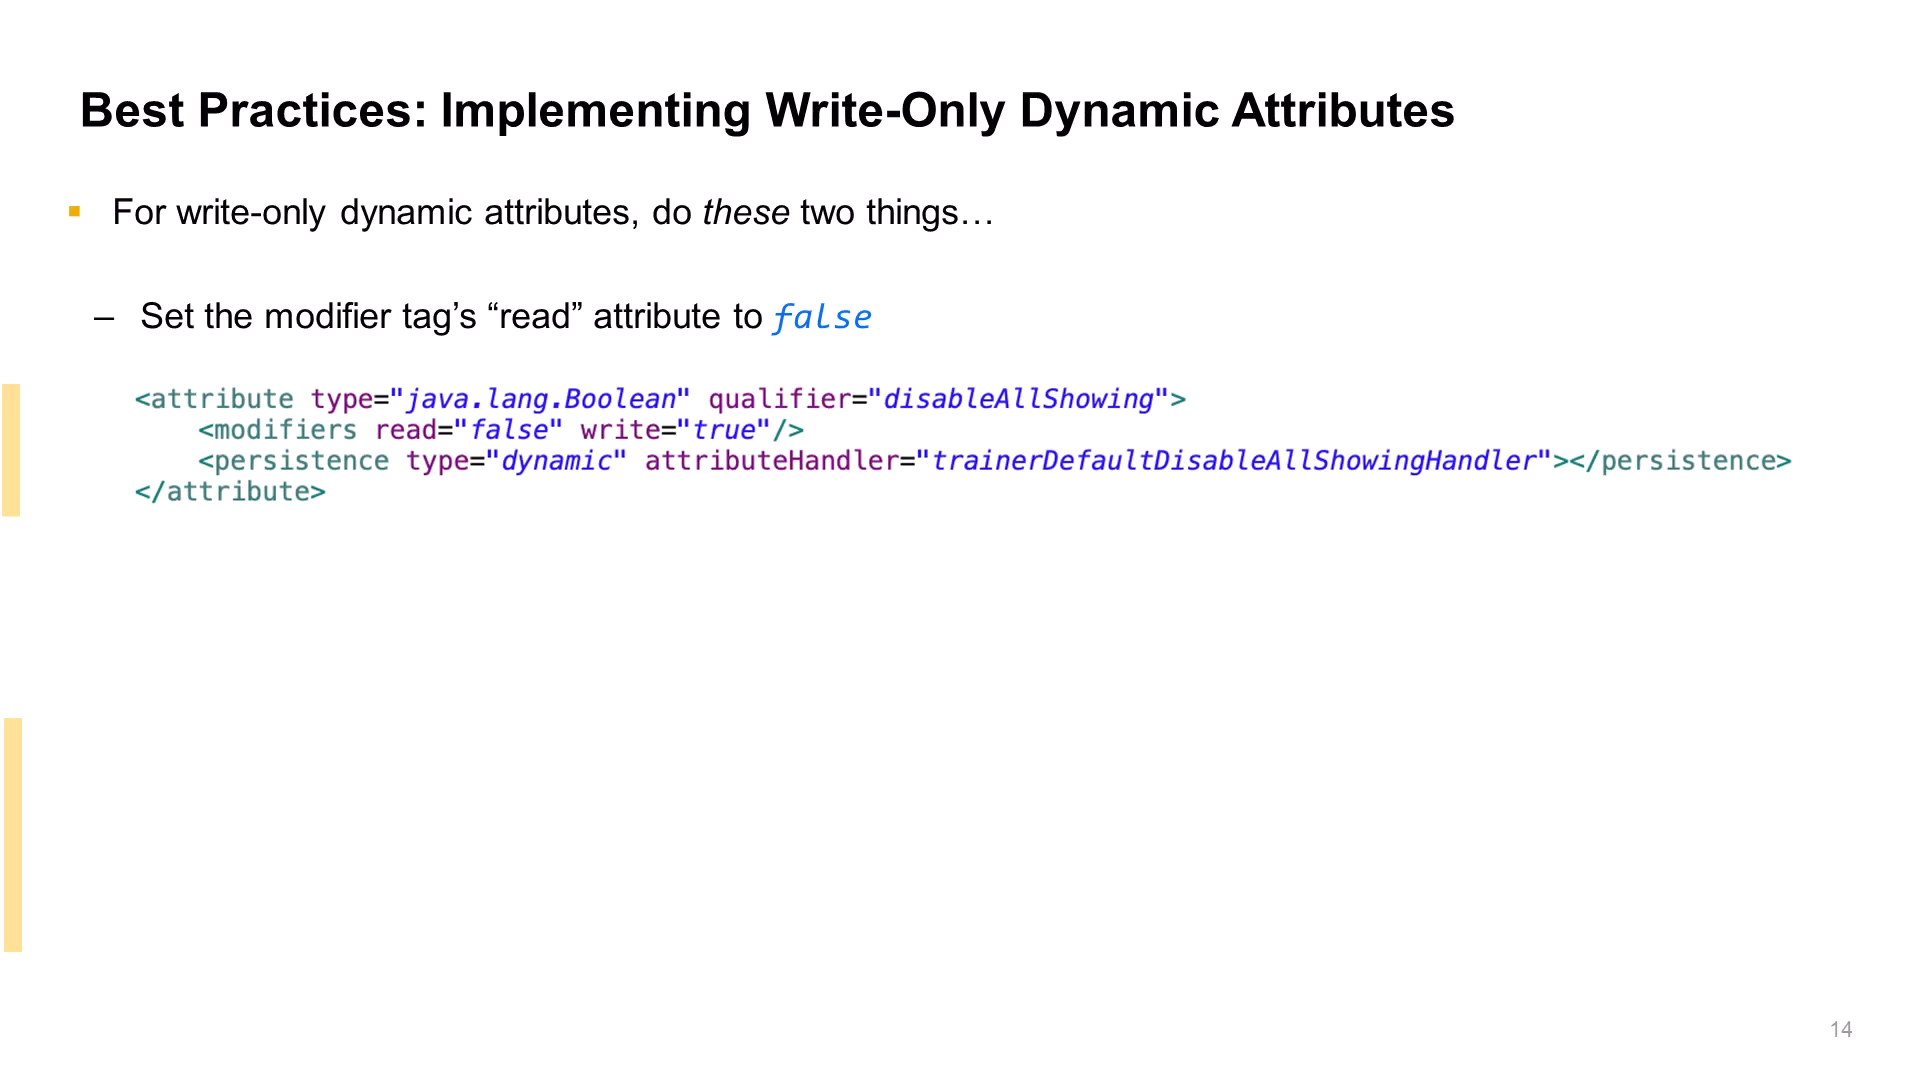 Best Practices: Implementing Write-Only Dynamic Attributes
▪ For write-only dynamic attributes, do these two things…
– Set the modifier tag’s “read” attribute to false
<attribute type="java.lang.Boolean" qualifier="disableAllShowing">
    <modifiers read="false" write="true"/>
    <persistence type="dynamic" attributeHandler="trainerDefaultDisableAllShowingHandler"></persistence>
</attribute>
14